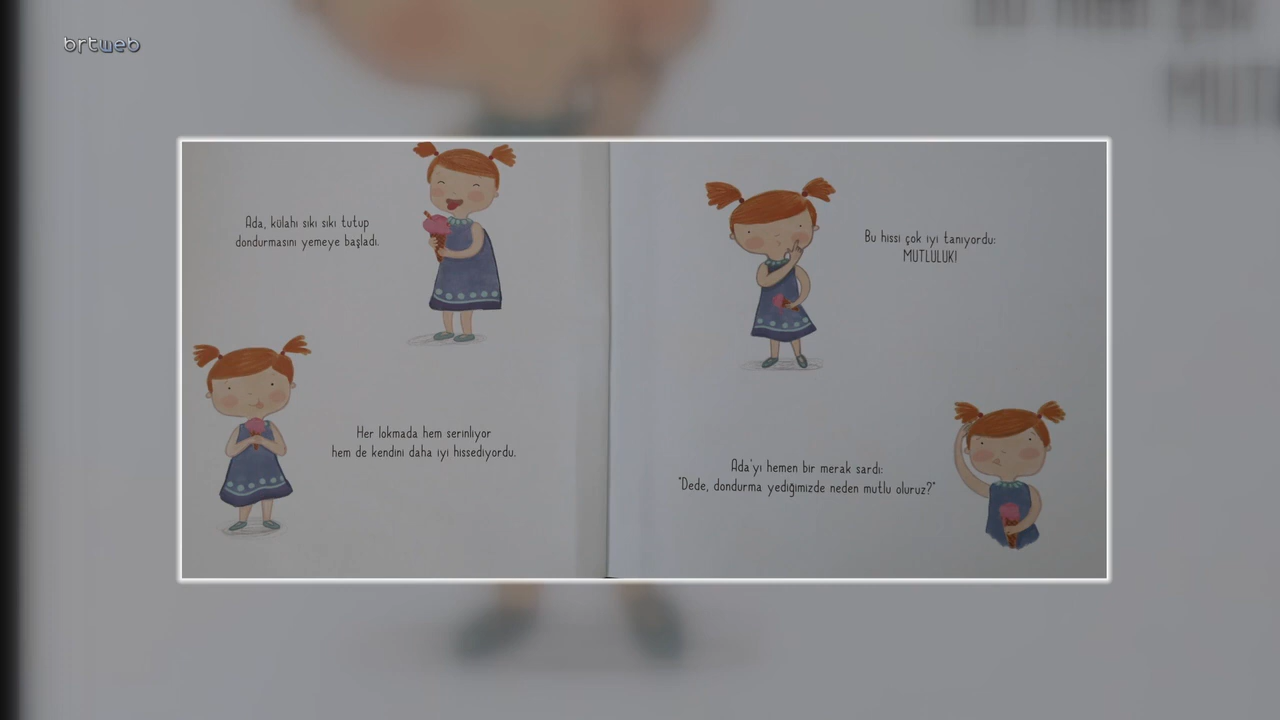 brtweb
Ada, külahı sıkı sıkı tutup
dondurmasını yemeye başladı.
Her lokmada hem serinliyor
hem de kendini daha iyi hissediyordu.
Bu hissi çok iyi tanıyordu:
MUTLULUK!
Ada'yı hemen bir merak sardı:
"Dede, dondurma yediğimizde neden mutlu oluruz?"